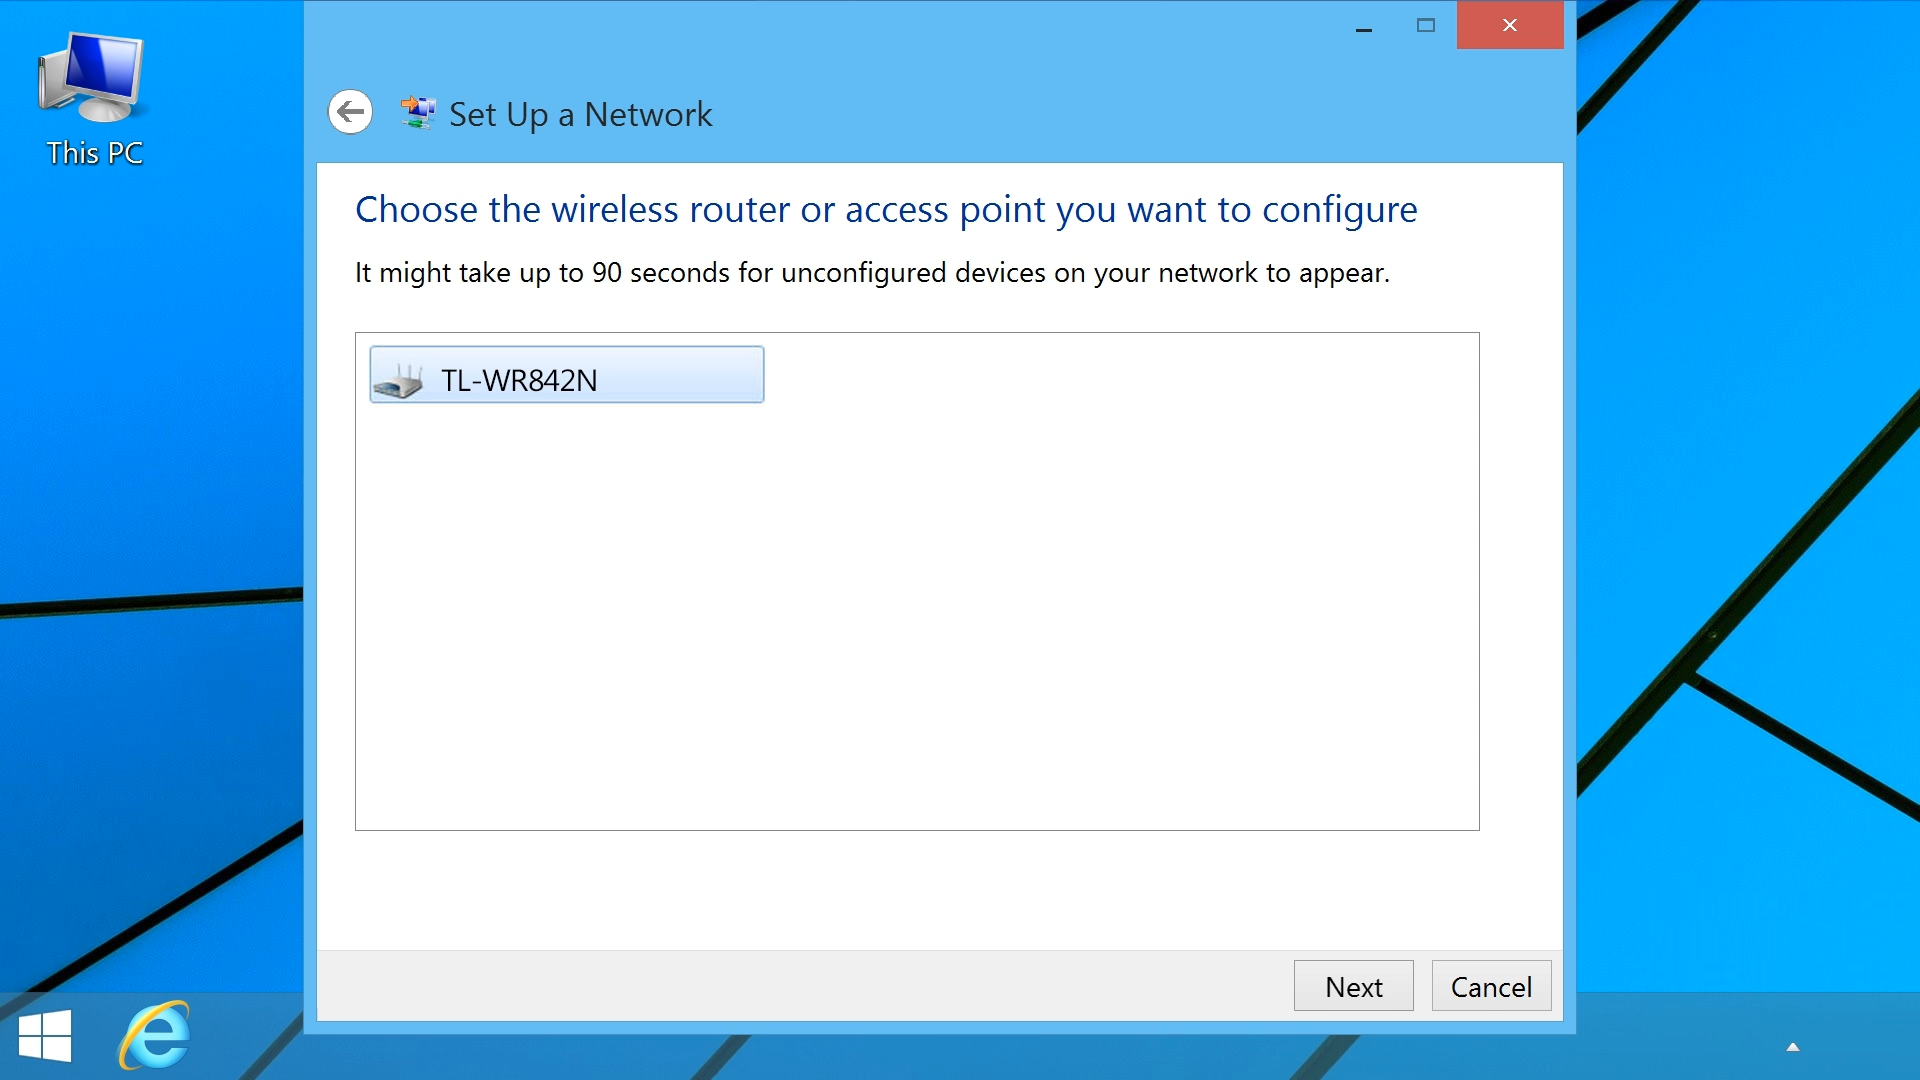 This PC
Set Up a Network
Choose the wireless router or access point you want to configure
It might take up to 90 seconds for unconfigured devices on your network to appear.
TL-WR842N
Next
Cancel